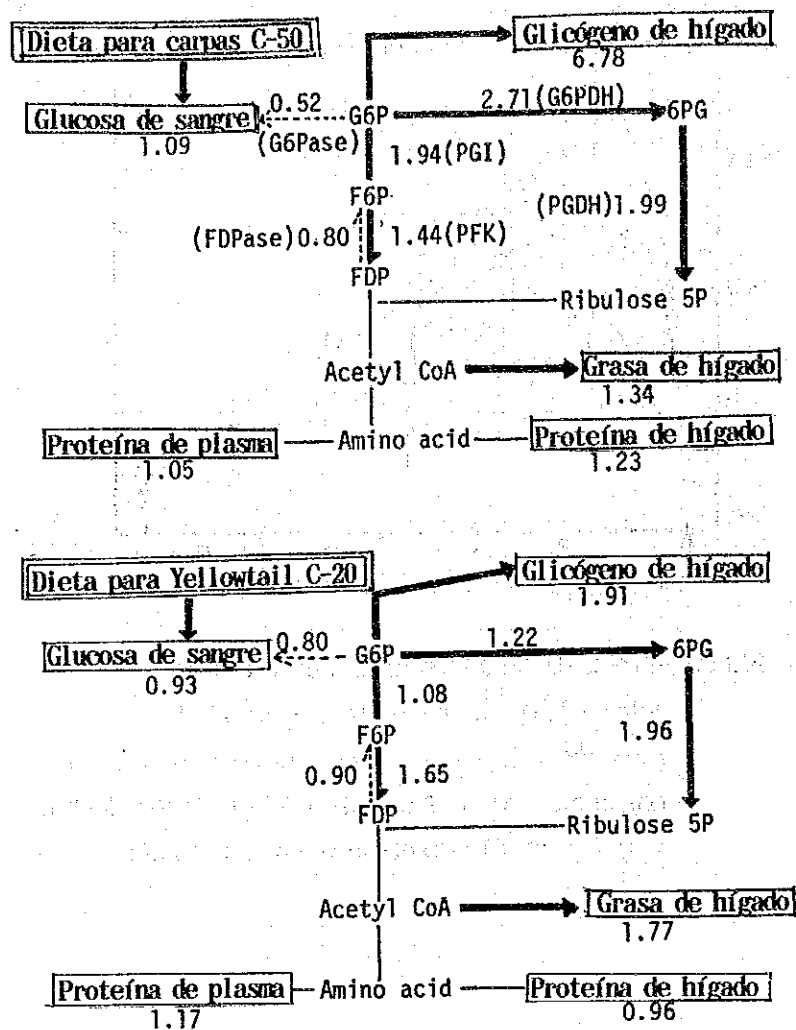 Dieta para carpas C-50
Glicógeno de hígado
6.78
0.52
G6P
2.71(G6PDH)
6PG
Glucosa de sangre
1.09
(G6Pase)
1.94(PGI)
F6P
(PGDH)1.99
(FDPase)0.80
1.44(PFK)
FDP
Ribulose 5P
Acetyl CoA
Grasa de hígado
1.34
Proteína de plasma
Amino acid
Proteína de hígado
1.05
1.23
Dieta para Yellowtail C-20
Glicógeno de hígado
1.91
Glucosa de sangre
0.80
G6P
1.22
6PG
0.93
1.08
F6P
1.96
0.90
1.65
FDP
Ribulose 5P
Acetyl CoA
Grasa de hígado
1.77
Proteína de plasma
Amino acid
Proteína de hígado
1.17
0.96